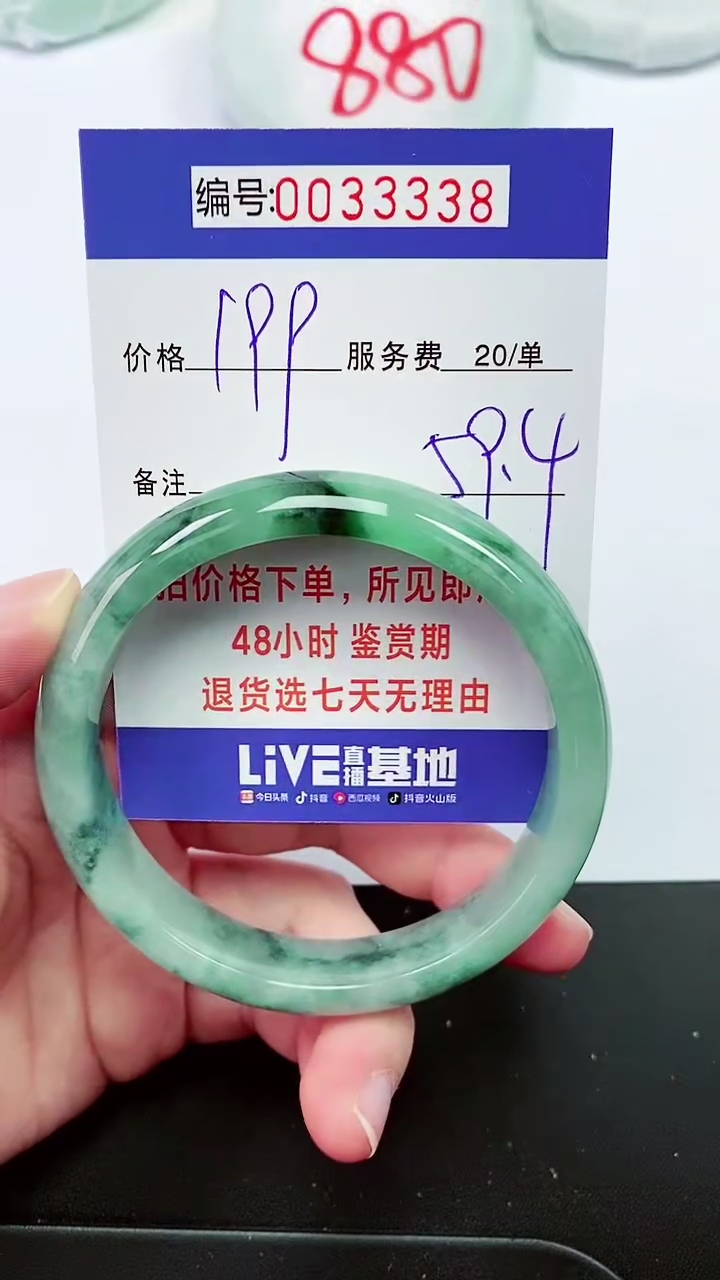 880
编号:0033338
价格 199 服务费 20/单
59.4
备注
拍价格下单，所见即
48小时 鉴赏期
退货选七天无理由
LiVE直播基地
今日头条 抖音 西瓜视频 抖音火山版